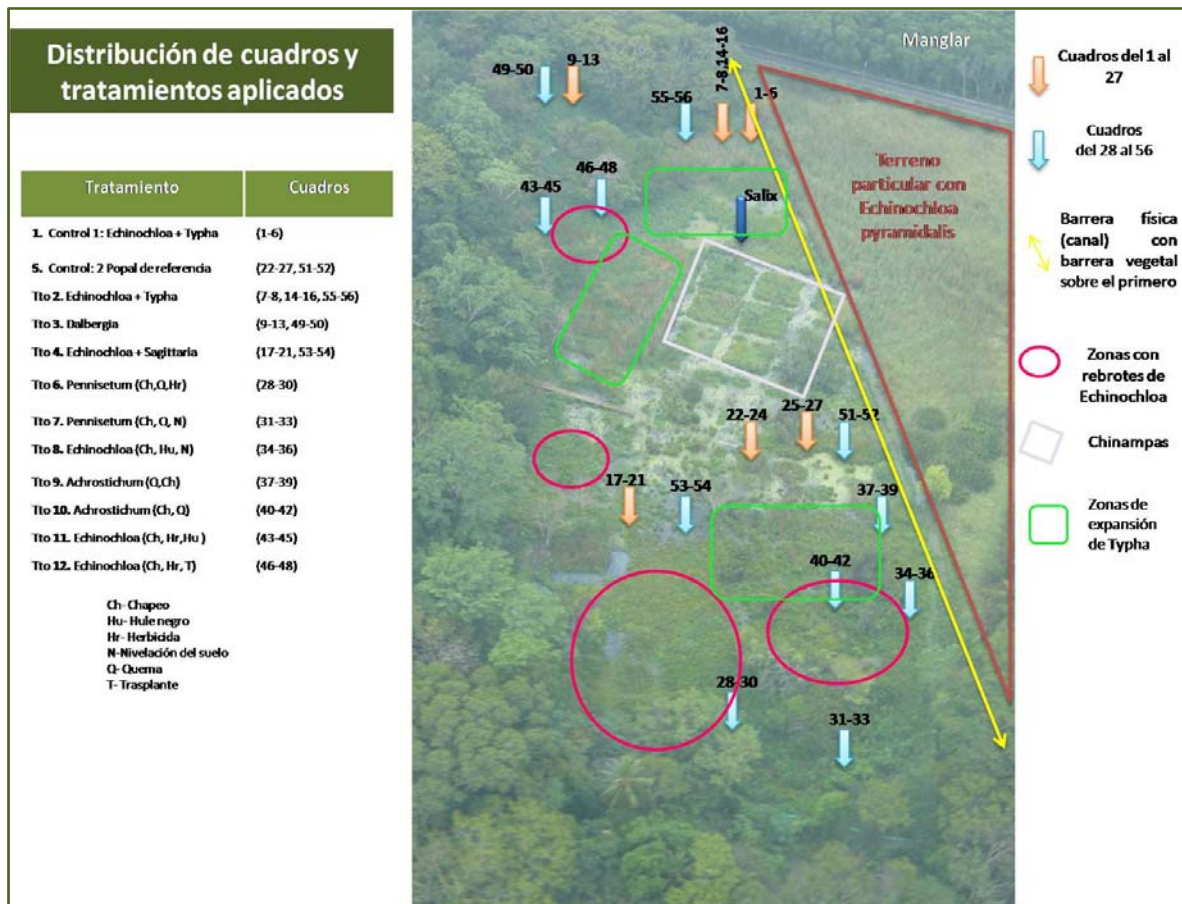 Distribución de cuadros y
tratamientos aplicados
Tratamiento Cuadros
1. Control 1: Echinochloa + Typha (1-6)
5. Control: 2 Popal de referencia (22-27, 51-52)
Tto 2. Echinochloa + Typha (7-8, 14-16, 55-56)
Tto 3. Dalbergia (9-13, 49-50)
Tto 4. Echinochloa + Sagittaria (17-21, 53-54)
Tto 6. Pennisetum (Ch,Q,Hr) (28-30)
Tto 7. Pennisetum (Ch, Q, N) (31-33)
Tto 8. Echinochloa (Ch, Hu, N) (34-36)
Tto 9. Achrostichum (Q,Ch) (37-39)
Tto 10. Achrostichum (Ch, Q) (40-42)
Tto 11. Echinochloa (Ch, Hr,Hu ) (43-45)
Tto 12. Echinochloa (Ch, Hr, T) (46-48)
Ch- Chapeo
Hu- Hule negro
Hr- Herbicida
N-Nivelación del suelo
Q- Quema
T- Trasplante
Manglar
49-50
9-13
7-8,14-16
55-56
1-6
46-48
43-45
Salix
Terreno
particular con
Echinochloa
pyramidalis
22-24
25-27
51-52
17-21
53-54
37-39
40-42
34-36
28-30
31-33
Cuadros del 1 al
27
Cuadros
del 28 al 56
Barrera física
(canal) con
barrera vegetal
sobre el primero
Zonas con
rebrotes de
Echinochloa
Chinampas
Zonas de
expansión
de Typha